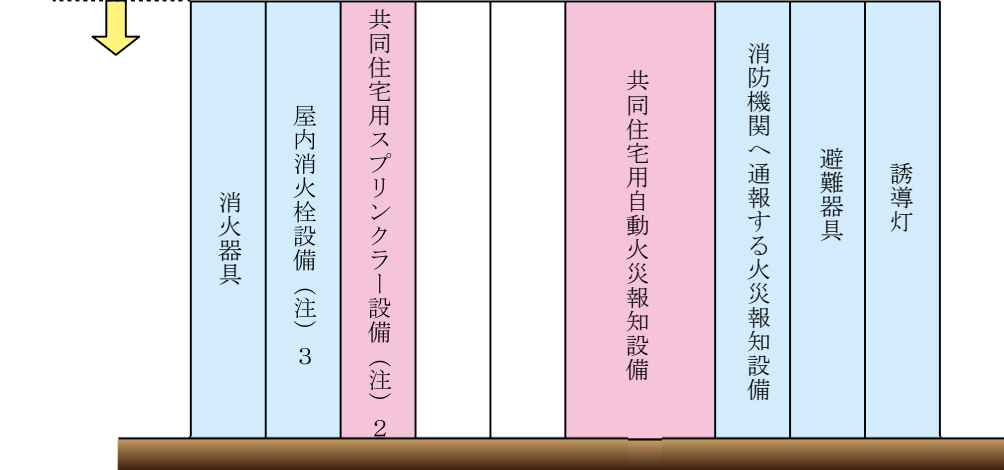 消火器具
屋内消火栓設備（注）３
共同住宅用スプリンクラー設備（注）２
共同住宅用自動火災報知設備
消防機関へ通報する火災報知設備
避難器具
誘導灯